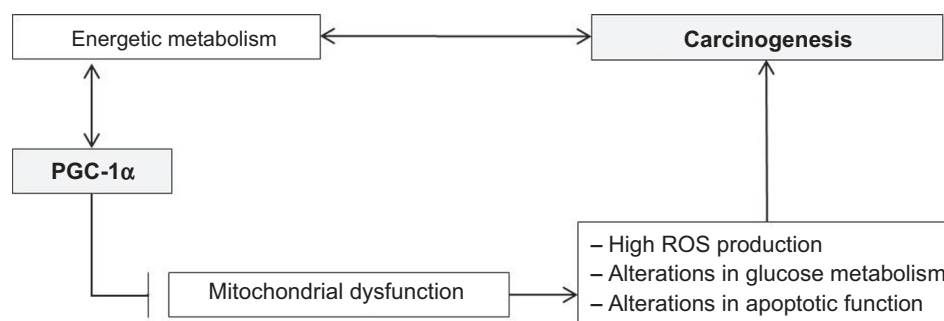 Energetic metabolism
Carcinogenesis
PGC-1α
Mitochondrial dysfunction
– High ROS production
– Alterations in glucose metabolism
– Alterations in apoptotic function